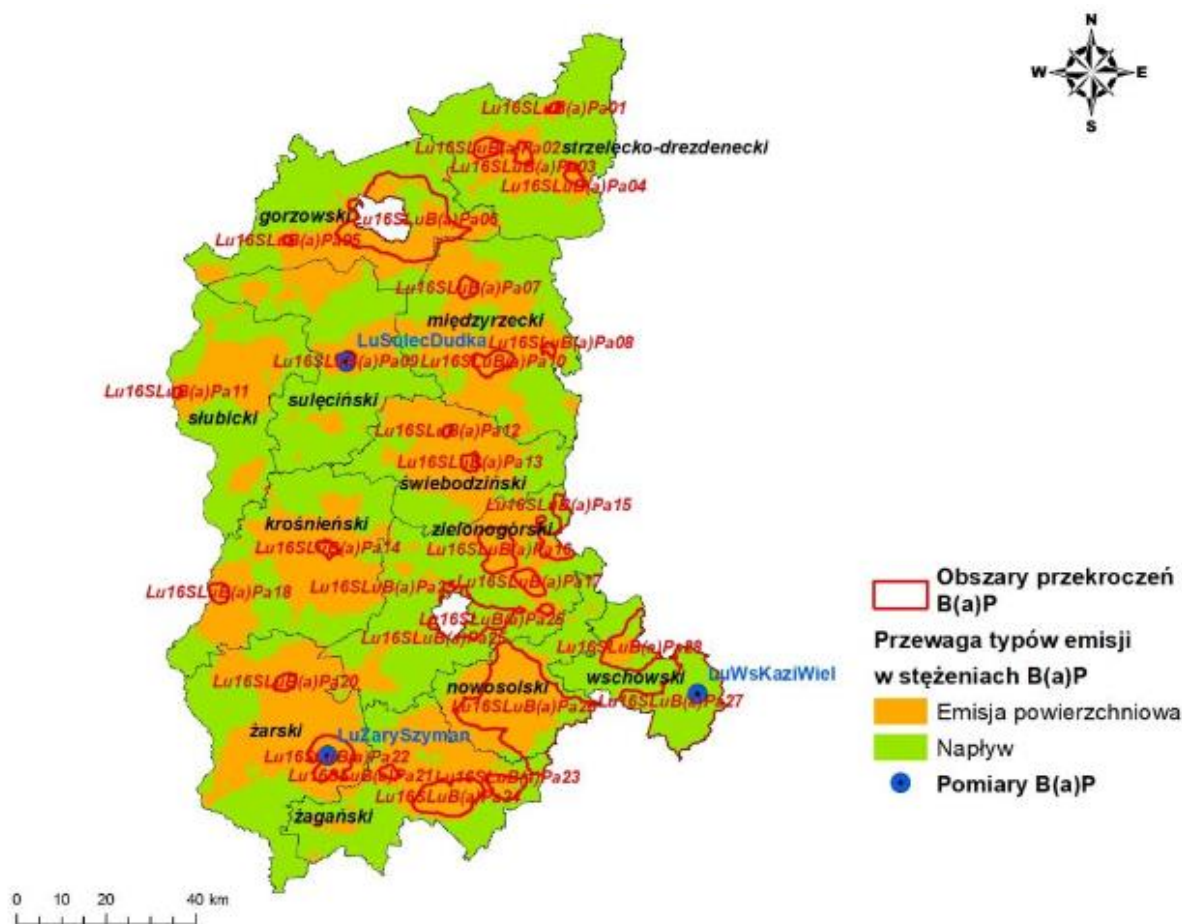 N
W E
S
Lu16SLuB(a)Pa01
Lu16SLuB(a)Pa02
strzelecko-drezdenecki
Lu16SLuB(a)Pa03
Lu16SLuB(a)Pa04
gorzowski
Lu16SLuB(a)Pa06
Lu16SLuB(a)Pa05
Lu16SLuB(a)Pa07
międzyrzecki
LuSulecDudka
Lu16SLuB(a)Pa08
Lu16SLuB(a)Pa09
Lu16SLuB(a)Pa10
Lu16SLuB(a)Pa11
sulęciński
słubicki
Lu16SLuB(a)Pa12
Lu16SLuB(a)Pa13
świebodziński
Lu16SLuB(a)Pa15
krośnieński
zielonogórski
Lu16SLuB(a)Pa14
Lu16SLuB(a)Pa16
Lu16SLuB(a)Pa17
Lu16SLuB(a)Pa18
Lu16SLuB(a)Pa20
nowosolski
wschowski
LuWsKaziWiel
Lu16SLuB(a)Pa27
żarski
LuZarySzyman
Lu16SLuB(a)Pa22
Lu16SLuB(a)Pa21
Lu16SLuB(a)Pa23
Lu16SLuB(a)Pa24
żagański
Obszary przekroczeń
B(a)P
Przewaga typów emisji
w stężeniach B(a)P
Emisja powierzchniowa
Napływ
Pomiary B(a)P
0 10 20 40 km